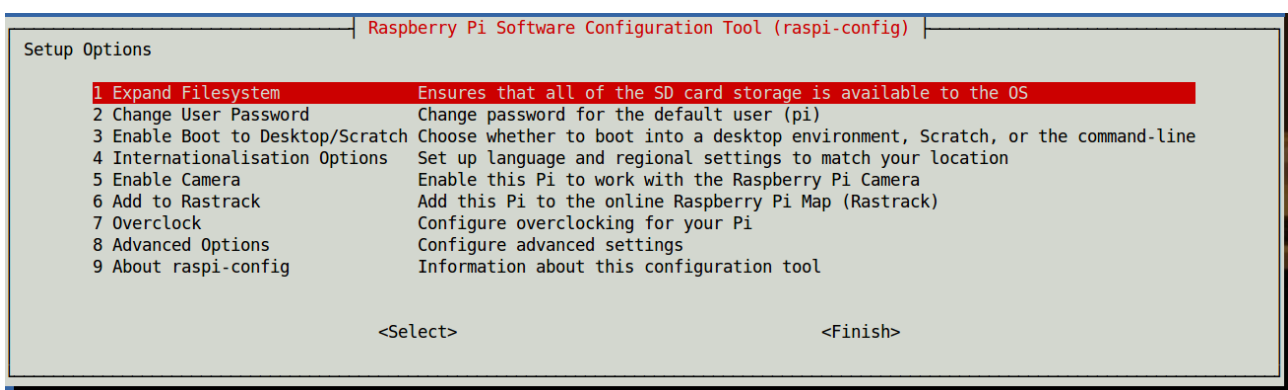 Raspberry Pi Software Configuration Tool (raspi-config)
Setup Options
1 Expand Filesystem Ensures that all of the SD card storage is available to the OS
2 Change User Password Change password for the default user (pi)
3 Enable Boot to Desktop/Scratch Choose whether to boot into a desktop environment, Scratch, or the command-line
4 Internationalisation Options Set up language and regional settings to match your location
5 Enable Camera Enable this Pi to work with the Raspberry Pi Camera
6 Add to Rastrack Add this Pi to the online Raspberry Pi Map (Rastrack)
7 Overclock Configure overclocking for your Pi
8 Advanced Options Configure advanced settings
9 About raspi-config Information about this configuration tool
<Select> <Finish>